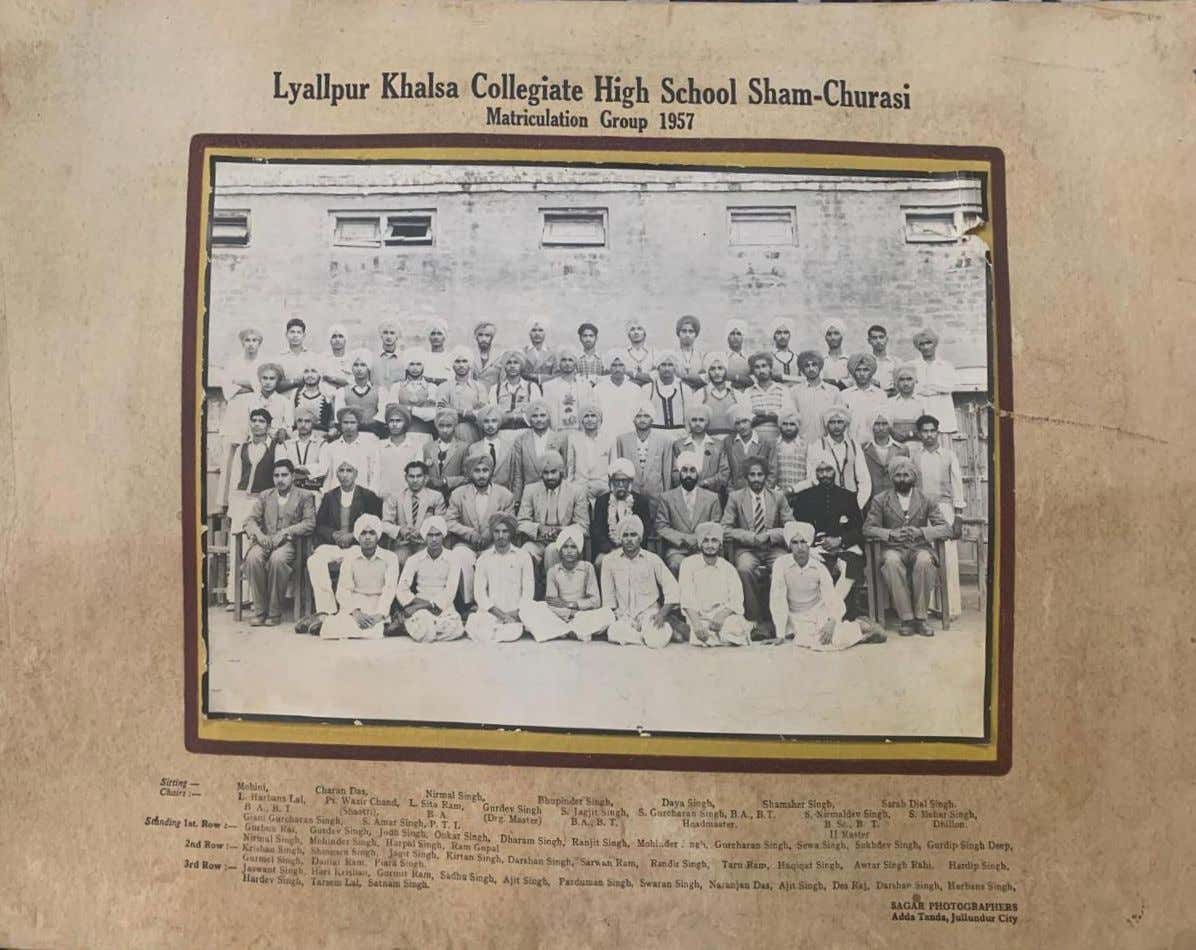 Lyallpur Khalsa Collegiate High School Sham-Churasi
Matriculation Group 1957
Sitting — Mohini, Charan Das, Nirmal Singh, Bhupinder Singh, Daya Singh, Shamsher Singh, Sarab Dial Singh.
Chairs :— L. Harbans Lal, Pt. Wazir Chand, L. Sita Ram, Gurdev Singh S. Jagjit Singh, S. Gurcharan Singh, B.A., B.T. S. Nirmaldev Singh, S. Mehar Singh,
B A., B. T. (Shastri), B. A. (Drg. Master) B.A., B. T. Headmaster. B. Sc., B. T. Dhillon.
Giani Gurcharan Singh, S. Amar Singh, P. T. I. II Master
Standing 1st. Row :— Gurbux Rai, Gurdev Singh, Jodh Singh, Onkar Singh, Dharam Singh, Ranjit Singh, Mohinder Singh, Gurcharan Singh, Sewa Singh, Sukhdev Singh, Gurdip Singh Deep,
Nirmal Singh, Mohinder Singh, Harpal Singh, Ram Gopal
2nd Row :— Krishan Singh, Singh, Jagir Singh, Kirtan Singh, Darshan Singh, Sarwan Ram, Randir Singh, Tarn Ram, Haqiqat Singh, Awtar Singh Rahi, Hardip Singh,
Gurmel Singh, Daulat Ram, Piara Singh.
3rd Row :— Jaswant Singh, Hari Krishan, Gurmit Ram, Sadhu Singh, Ajit Singh, Parduman Singh, Swaran Singh, Naranjan Das, Ajit Singh, Des Raj, Darshan Singh, Harbans Singh,
Hardev Singh, Tarsem Lal, Satnam Singh.
SAGAR PHOTOGRAPHERS
Adda Tanda, Jullundur City